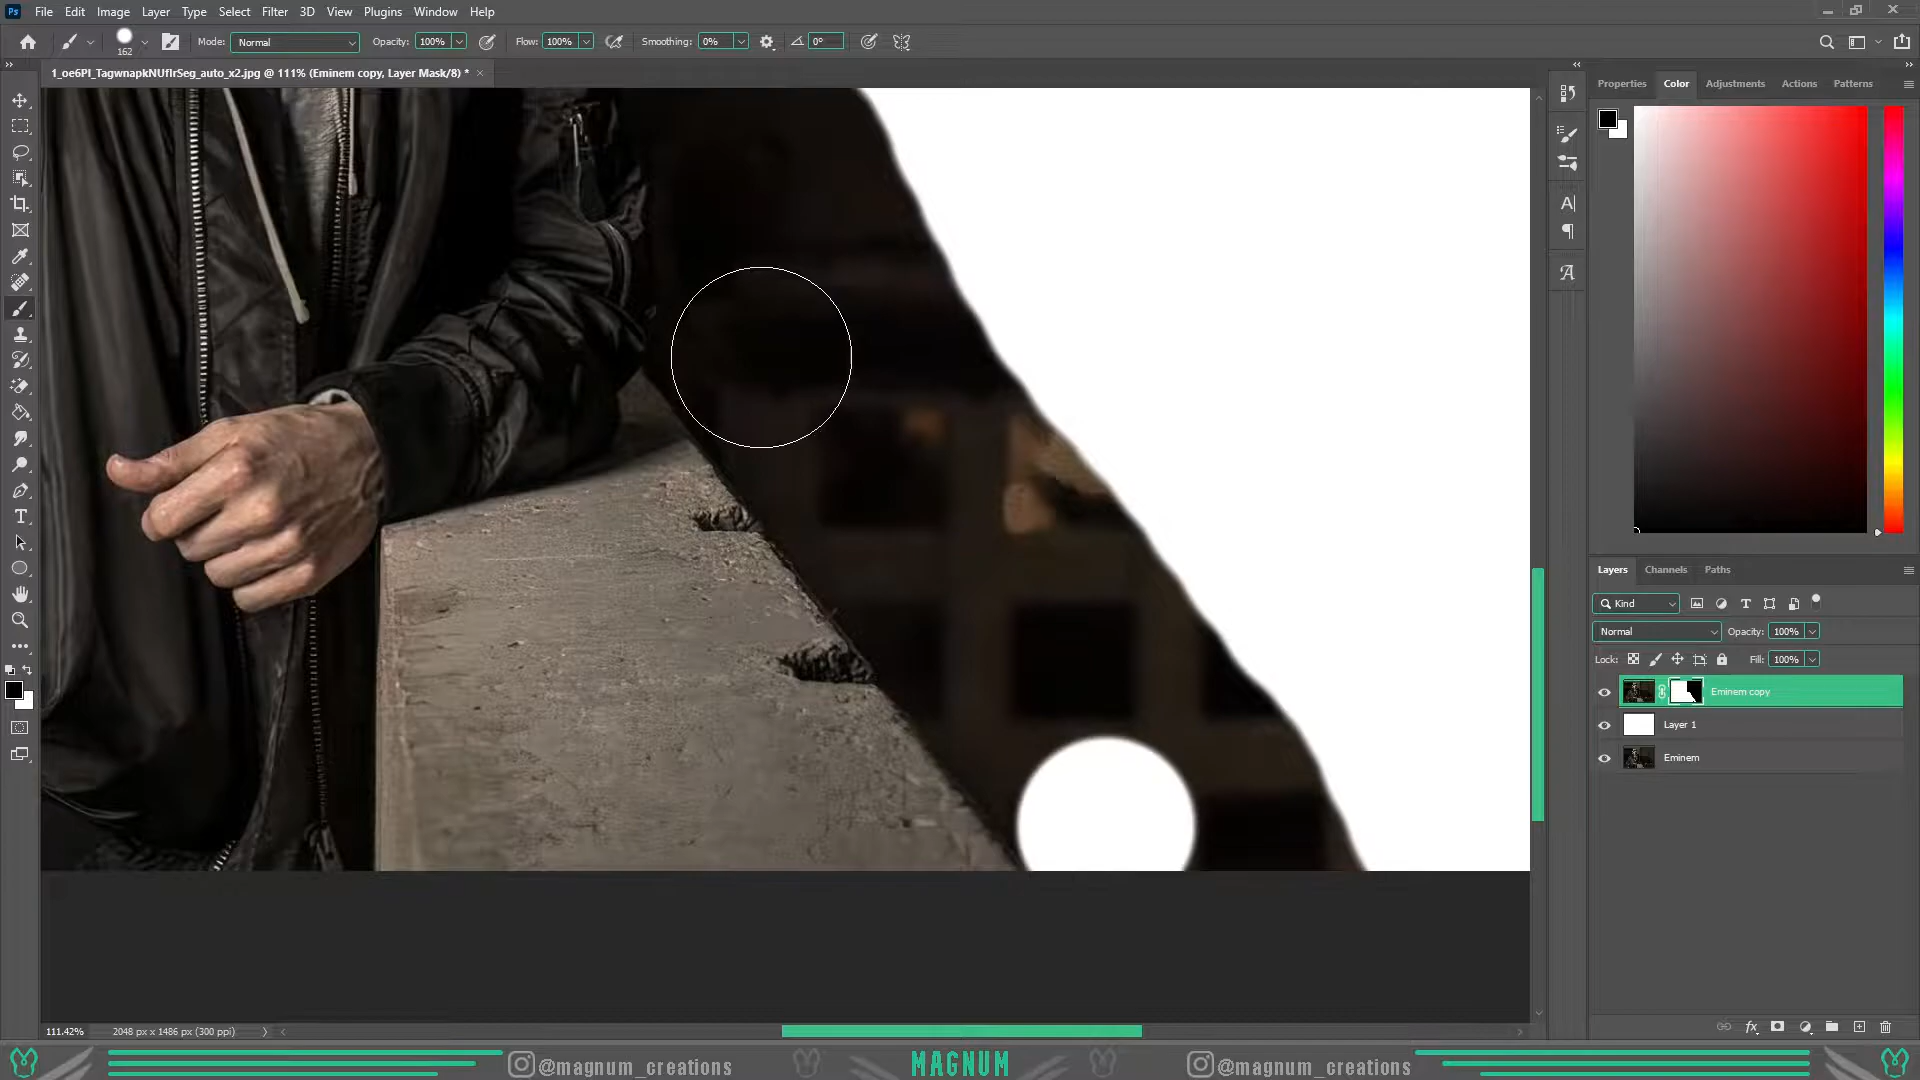 Ps File Edit Image Layer Type Select Filter 3D View Plugins Window Help
162 Mode: Normal Opacity: 100% Flow: 100% Smoothing: 0% 0°
1_oe6PI_TagwnapkNUfIrSeg_auto_x2.jpg @ 111% (Eminem copy, Layer Mask/8) * ×
Properties Color Adjustments Actions Patterns
Layers Channels Paths
Kind
Normal Opacity: 100%
Lock: Fill: 100%
Eminem copy
Layer 1
Eminem
fx
111.42% 2048 px x 1486 px (300 ppi)
@magnum_creations MAGNUM @magnum_creations